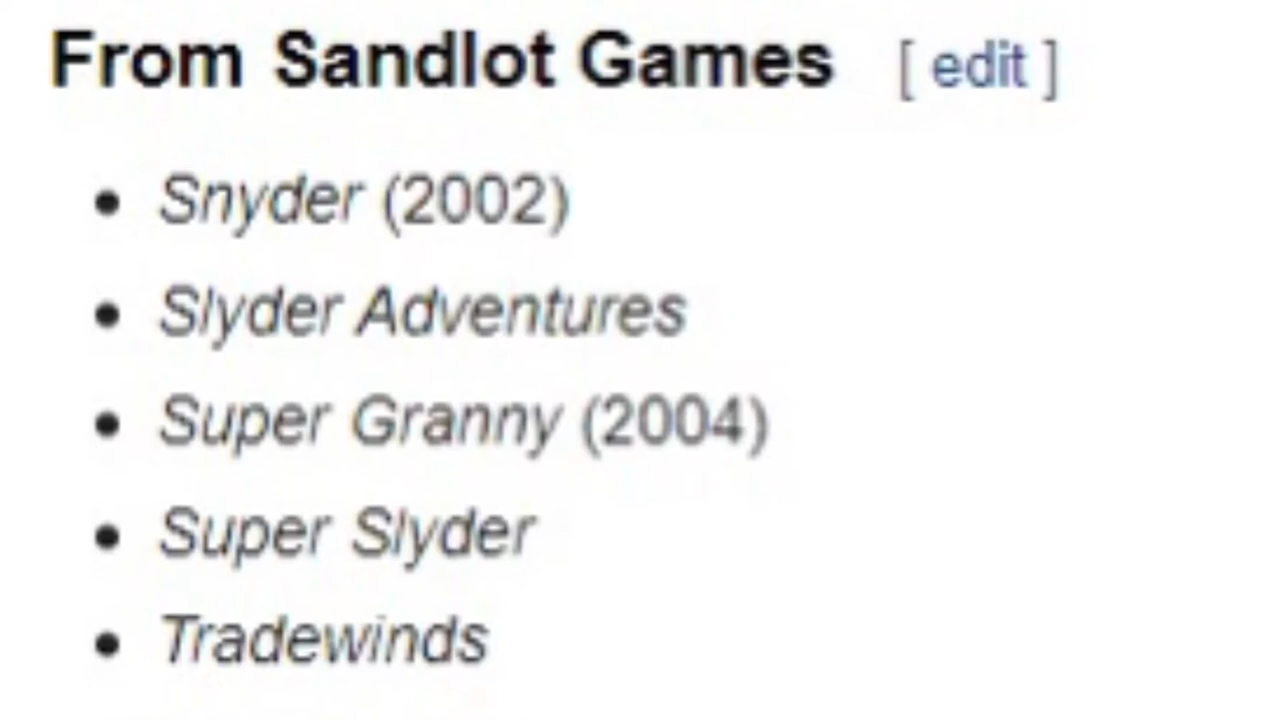 From Sandlot Games [ edit ]
Snyder (2002)
Slyder Adventures
Super Granny (2004)
Super Slyder
Tradewinds